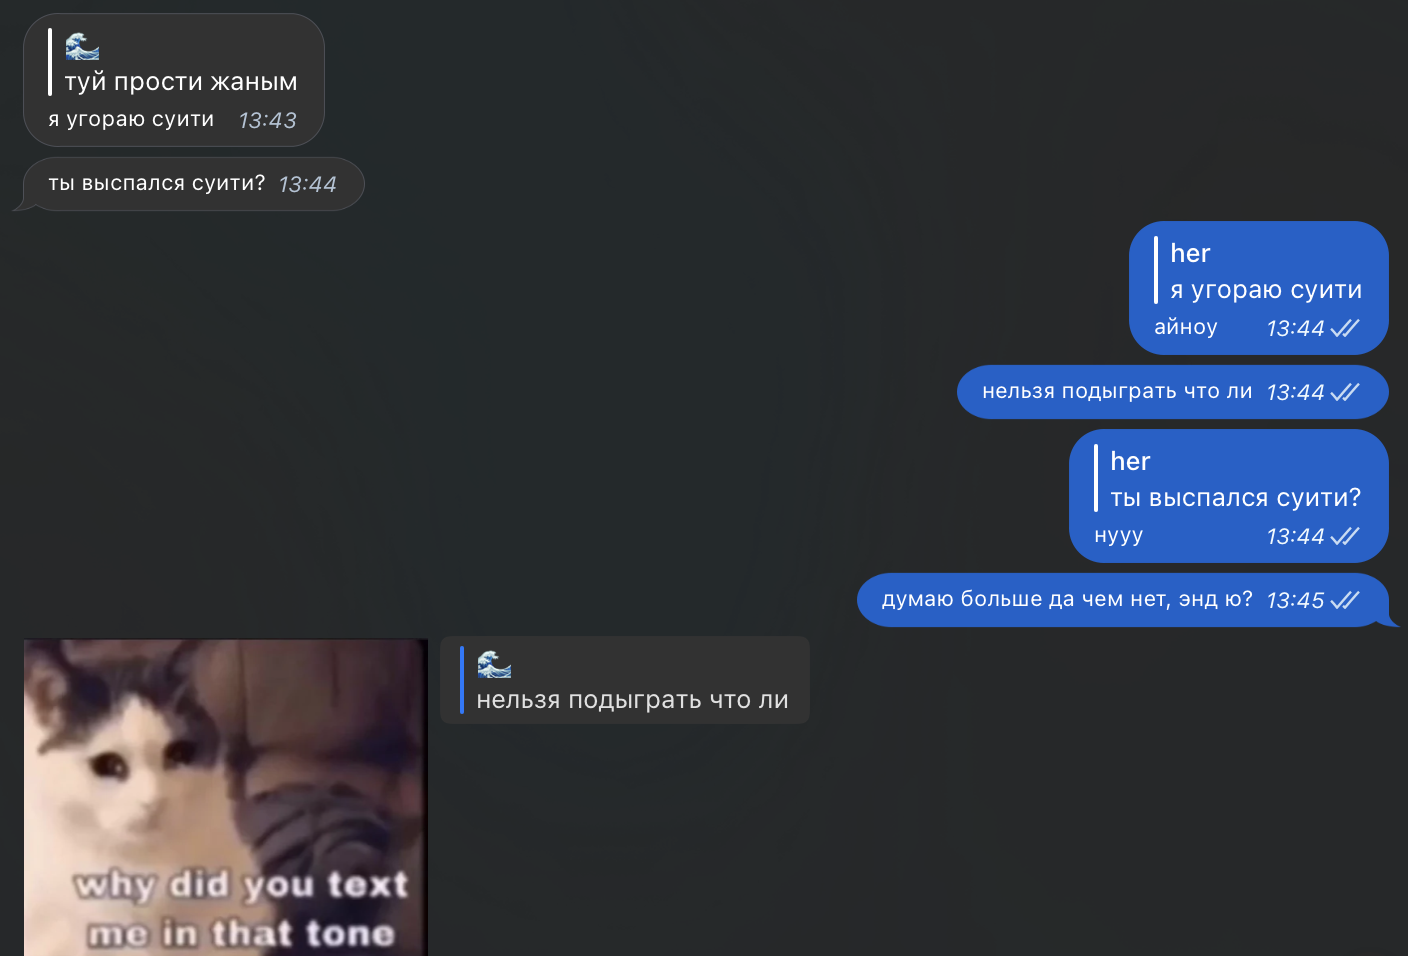 🌊
туй прости жаным
я угораю суити 13:43
ты выспался суити? 13:44
her
я угораю суити
айноу 13:44
нельзя подыграть что ли 13:44
her
ты выспался суити?
нууу 13:44
думаю больше да чем нет, энд ю? 13:45
🌊
нельзя подыграть что ли
why did you text
me in that tone